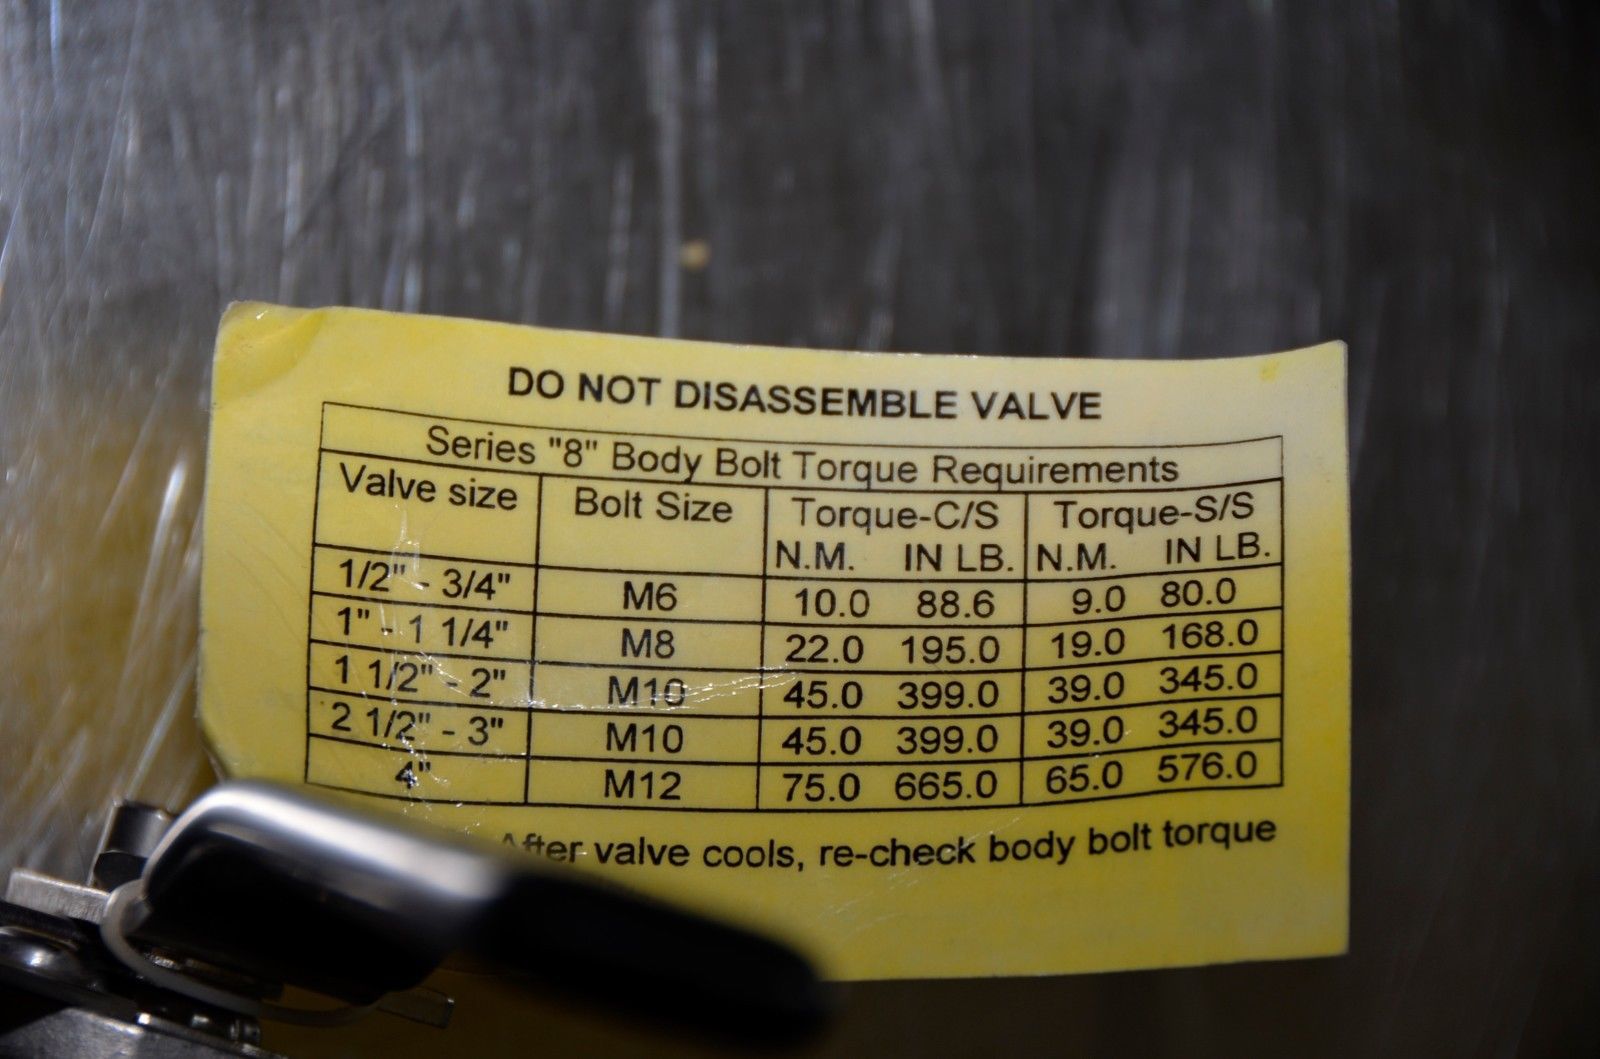 DO NOT DISASSEMBLE VALVE
Series "8" Body Bolt Torque Requirements
Valve size Bolt Size Torque-C/S Torque-S/S
N.M. IN LB. N.M. IN LB.
1/2" - 3/4" M6 10.0 88.6 9.0 80.0
1" - 1 1/4" M8 22.0 195.0 19.0 168.0
1 1/2" - 2" M10 45.0 399.0 39.0 345.0
2 1/2" - 3" M10 45.0 399.0 39.0 345.0
4" M12 75.0 665.0 65.0 576.0
After valve cools, re-check body bolt torque